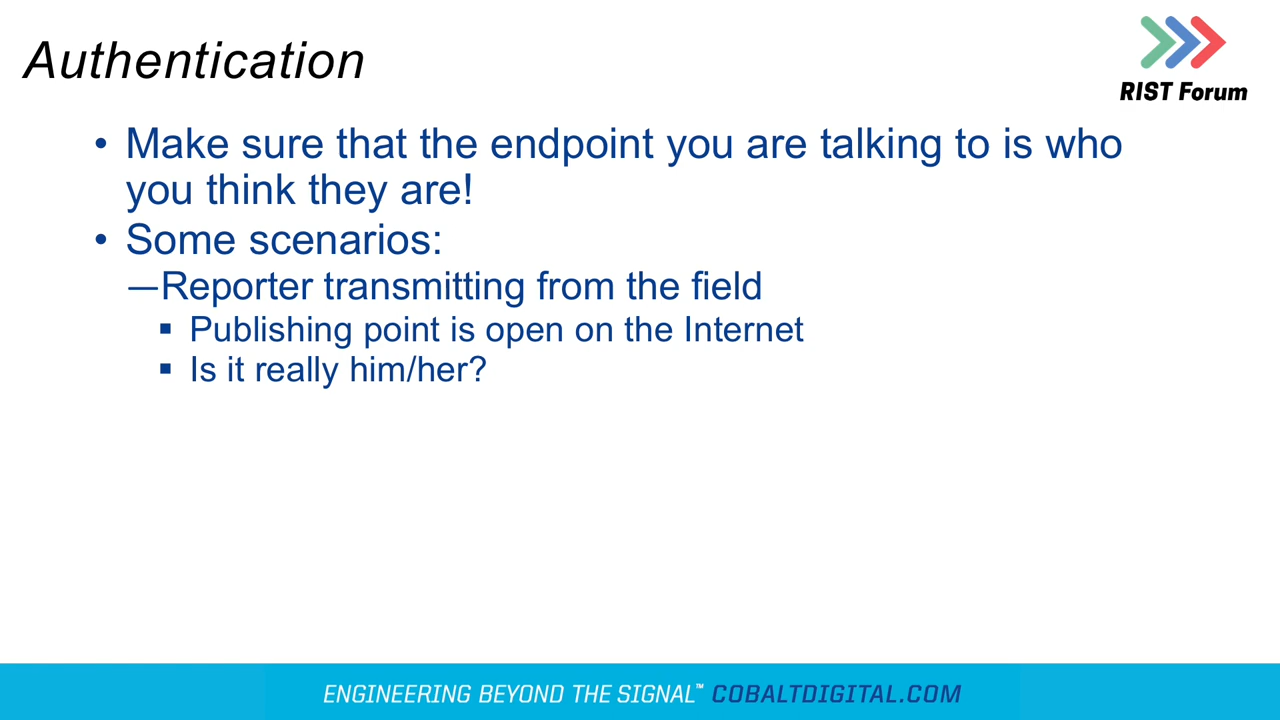 Authentication
RIST Forum
• Make sure that the endpoint you are talking to is who
you think they are!
• Some scenarios:
—Reporter transmitting from the field
▪ Publishing point is open on the Internet
▪ Is it really him/her?
ENGINEERING BEYOND THE SIGNAL™ COBALTDIGITAL.COM